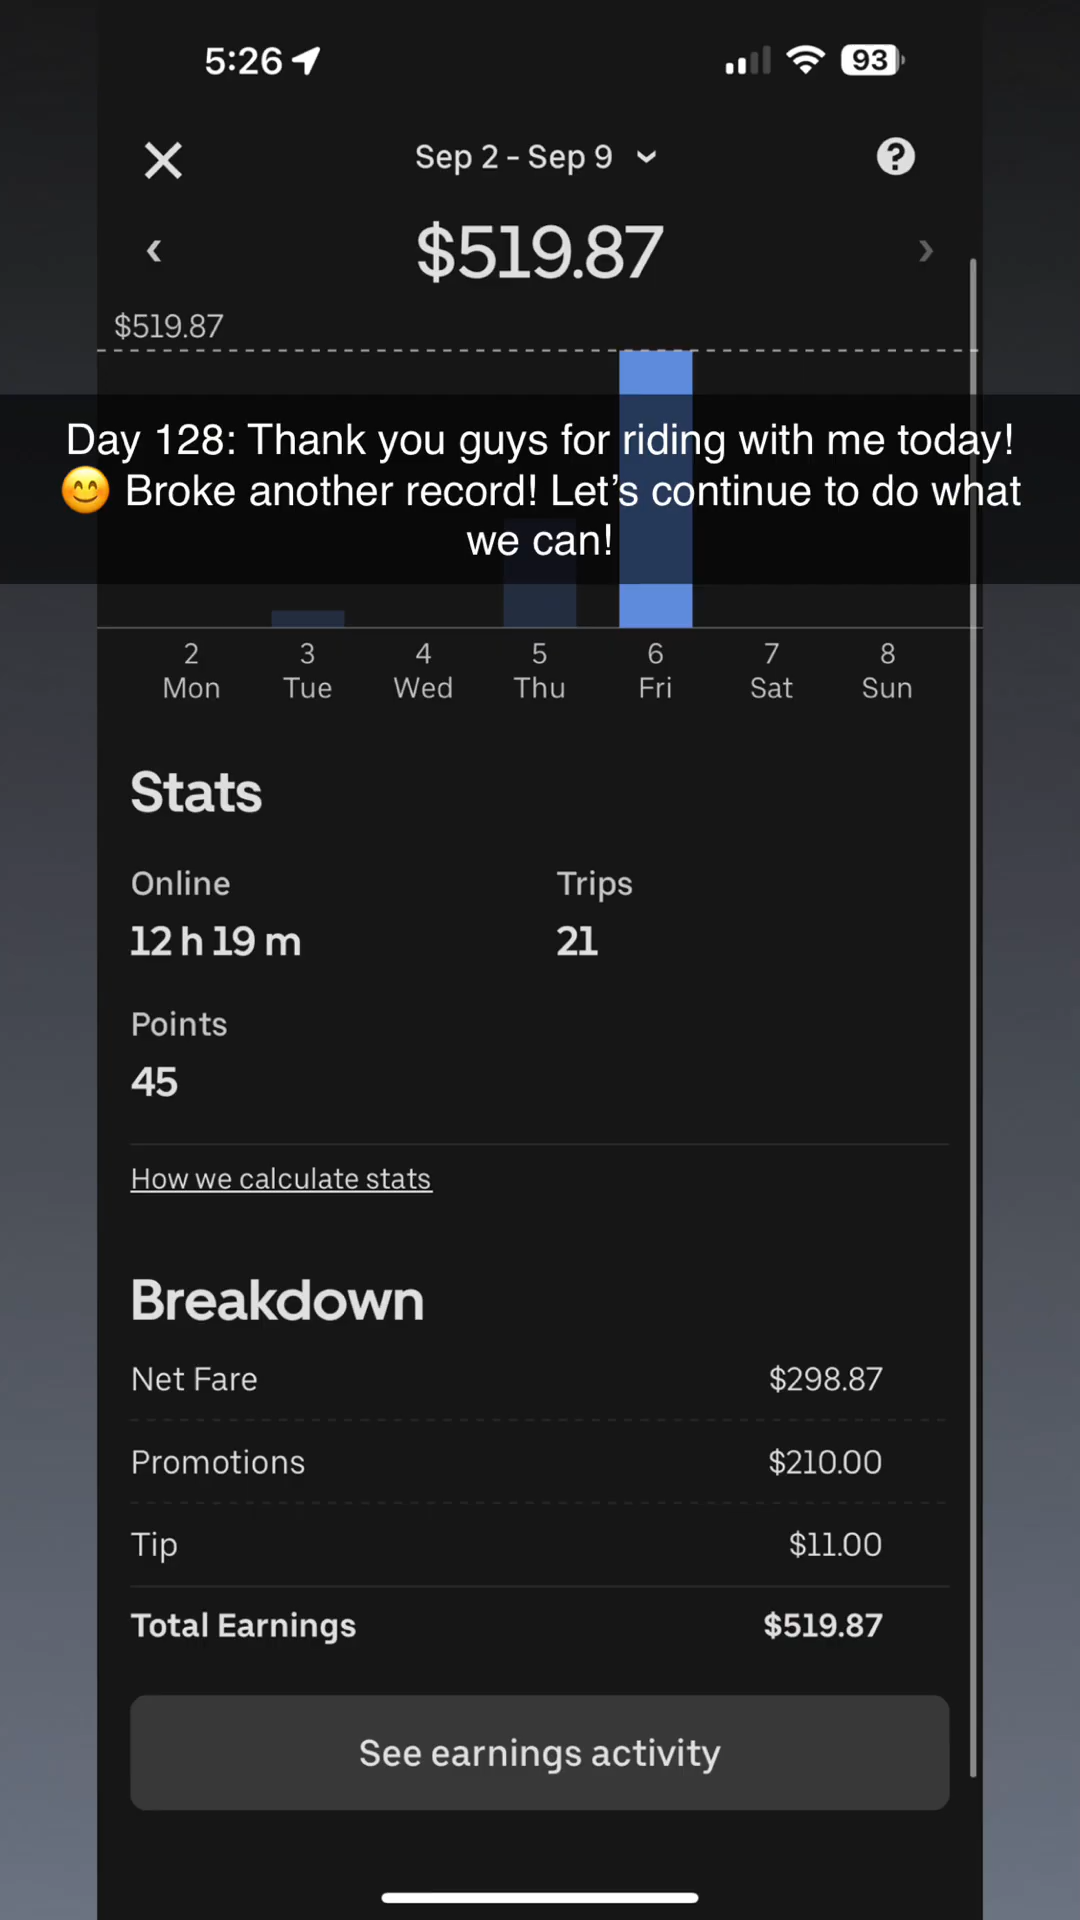 5:26
93
Sep 2 - Sep 9
$519.87
$519.87
Day 128: Thank you guys for riding with me today!
😊 Broke another record! Let's continue to do what
we can!
2 3 4 5 6 7 8
Mon Tue Wed Thu Fri Sat Sun
Stats
Online Trips
12 h 19 m 21
Points
45
How we calculate stats
Breakdown
Net Fare $298.87
Promotions $210.00
Tip $11.00
Total Earnings $519.87
See earnings activity